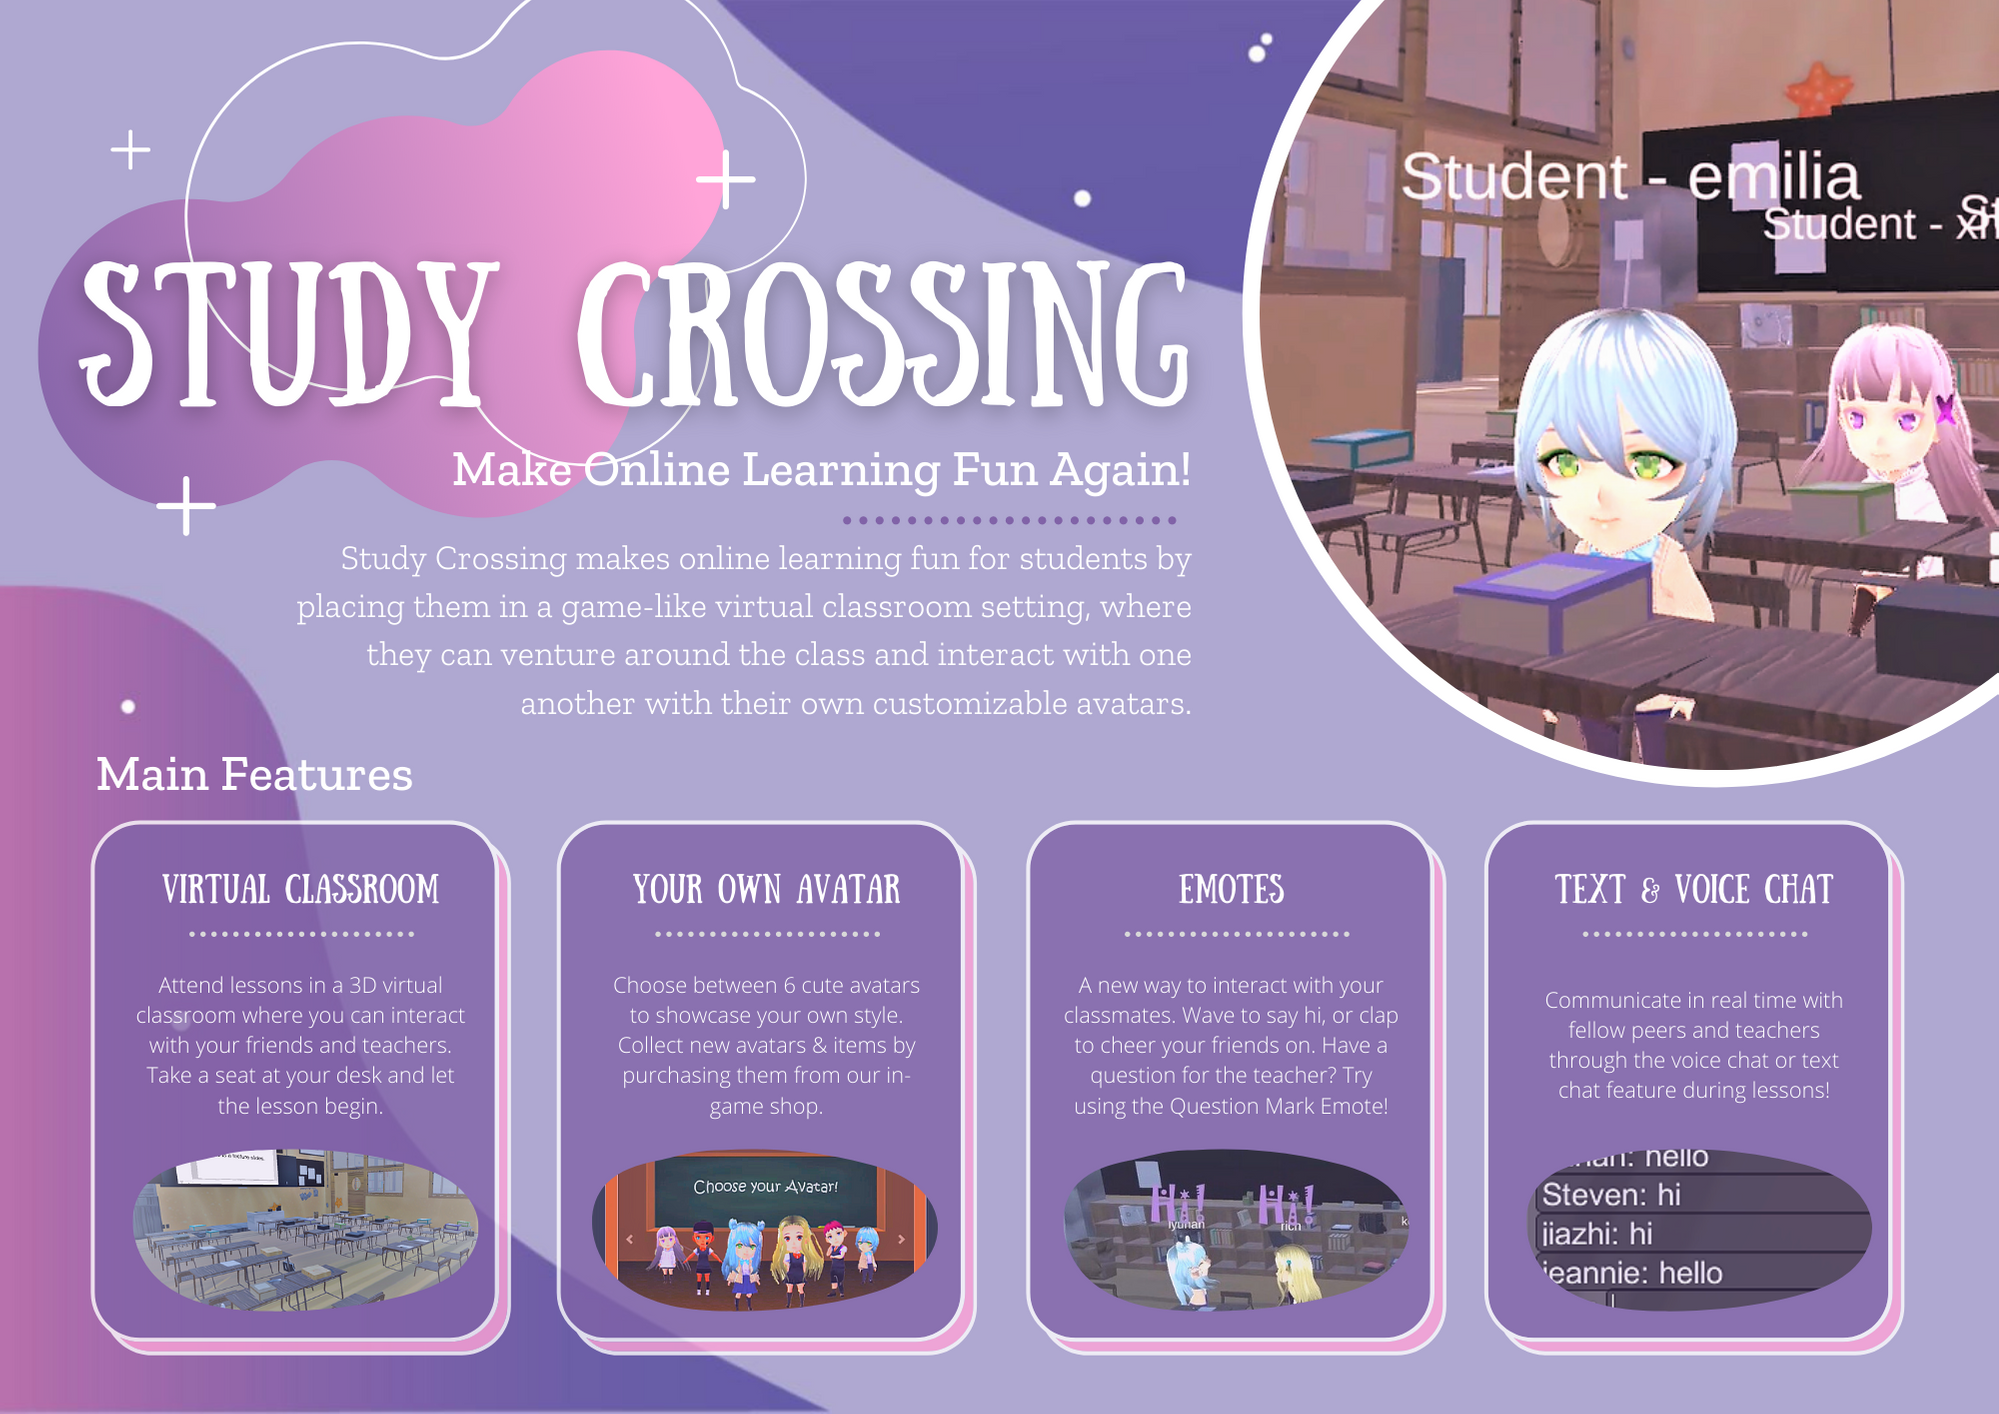 STUDY CROSSING
Make Online Learning Fun Again!
Study Crossing makes online learning fun for students by
placing them in a game-like virtual classroom setting, where
they can venture around the class and interact with one
another with their own customizable avatars.
Student - emilia
Student -
Main Features
VIRTUAL CLASSROOM
Attend lessons in a 3D virtual
classroom where you can interact
with your friends and teachers.
Take a seat at your desk and let
the lesson begin.
YOUR OWN AVATAR
Choose between 6 cute avatars
to showcase your own style.
Collect new avatars & items by
purchasing them from our in-
game shop.
Choose your Avatar!
EMOTES
A new way to interact with your
classmates. Wave to say hi, or clap
to cheer your friends on. Have a
question for the teacher? Try
using the Question Mark Emote!
Hi! Hi!
iyunan rich
TEXT & VOICE CHAT
Communicate in real time with
fellow peers and teachers
through the voice chat or text
chat feature during lessons!
hello
Steven: hi
jiazhi: hi
jeannie: hello